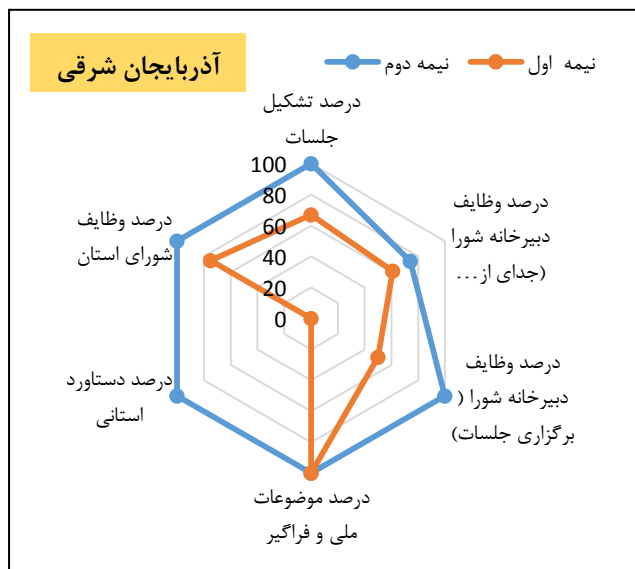 آذربایجان شرقی
نیمه اول
نیمه دوم
درصد تشکیل
جلسات
درصد وظایف
دبیرخانه شورا
(جدای از...
درصد وظایف
دبیرخانه شورا (
برگزاری جلسات)
درصد موضوعات
ملی و فراگیر
درصد دستاورد
استانی
درصد وظایف
شورای استان
100
80
60
40
20
0